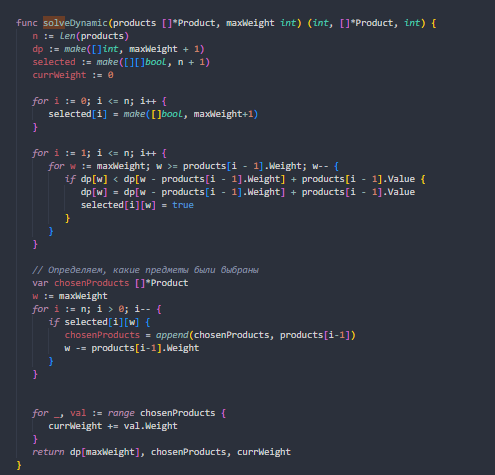 func solveDynamic(products []*Product, maxWeight int) (int, []*Product, int) {
n := len(products)
dp := make([]int, maxWeight + 1)
selected := make([][]bool, n + 1)
currWeight := 0
for i := 0; i <= n; i++ {
selected[i] = make([]bool, maxWeight+1)
}
for i := 1; i <= n; i++ {
for w := maxWeight; w >= products[i - 1].Weight; w-- {
if dp[w] < dp[w - products[i - 1].Weight] + products[i - 1].Value {
dp[w] = dp[w - products[i - 1].Weight] + products[i - 1].Value
selected[i][w] = true
}
}
}
// Определяем, какие предметы были выбраны
var chosenProducts []*Product
w := maxWeight
for i := n; i > 0; i-- {
if selected[i][w] {
chosenProducts = append(chosenProducts, products[i-1])
w -= products[i-1].Weight
}
}
for _, val := range chosenProducts {
currWeight += val.Weight
}
return dp[maxWeight], chosenProducts, currWeight
}